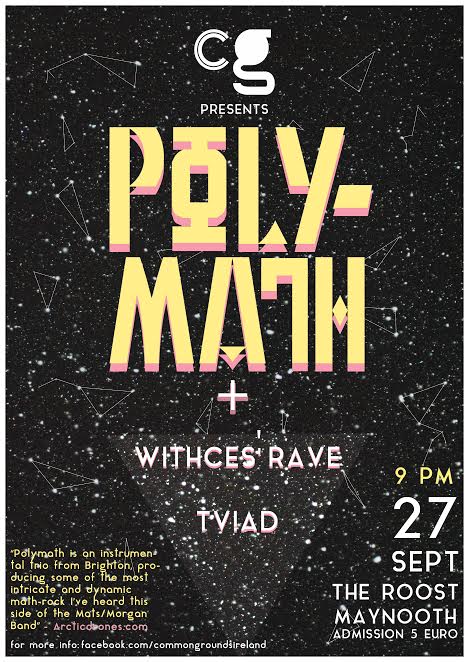 cg
PRESENTS
POLY-
MATH
+
WITHCES' RAVE
TVIAD
9 PM
27
SEPT
THE ROOST
MAYNOOTH
ADMISSION 5 EURO
"Polymath is an instrumen-
tal trio from Brighton, pro-
ducing some of the most
intricate and dynamic
math-rock I've heard this
side of the Mats/Morgan
Band" - Arcticdrones.com
for more info:facebook.com/commongroundsireland